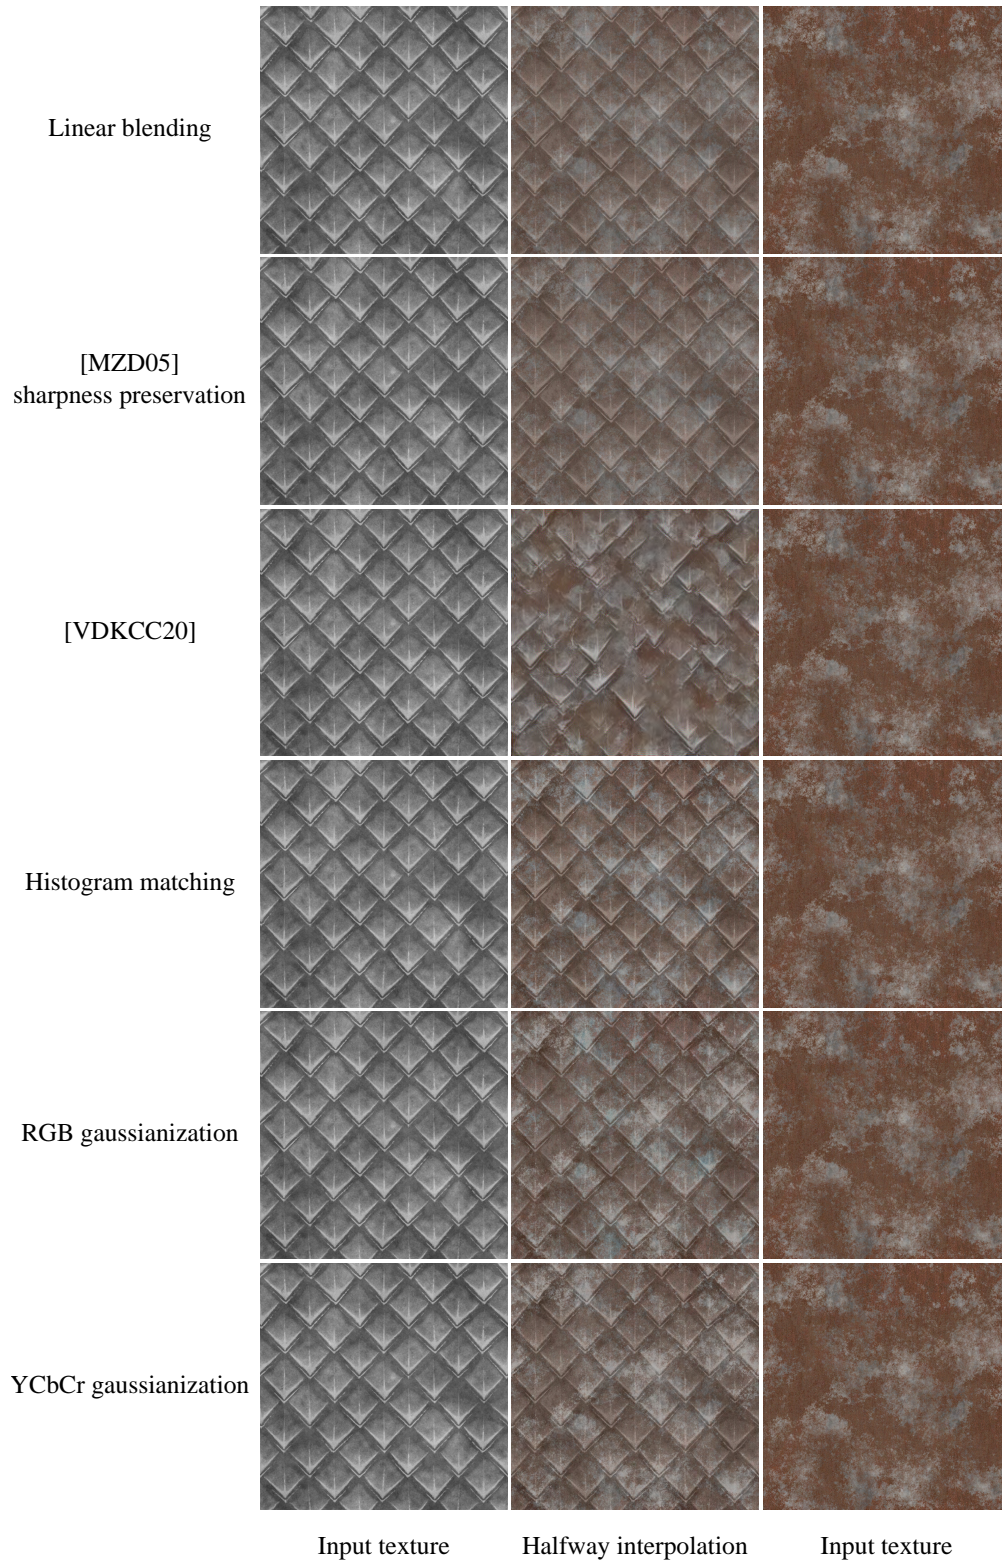 Linear blending
[MZD05]
sharpness preservation
[VDKCC20]
Histogram matching
RGB gaussianization
YCbCr gaussianization
Input texture
Halfway interpolation
Input texture